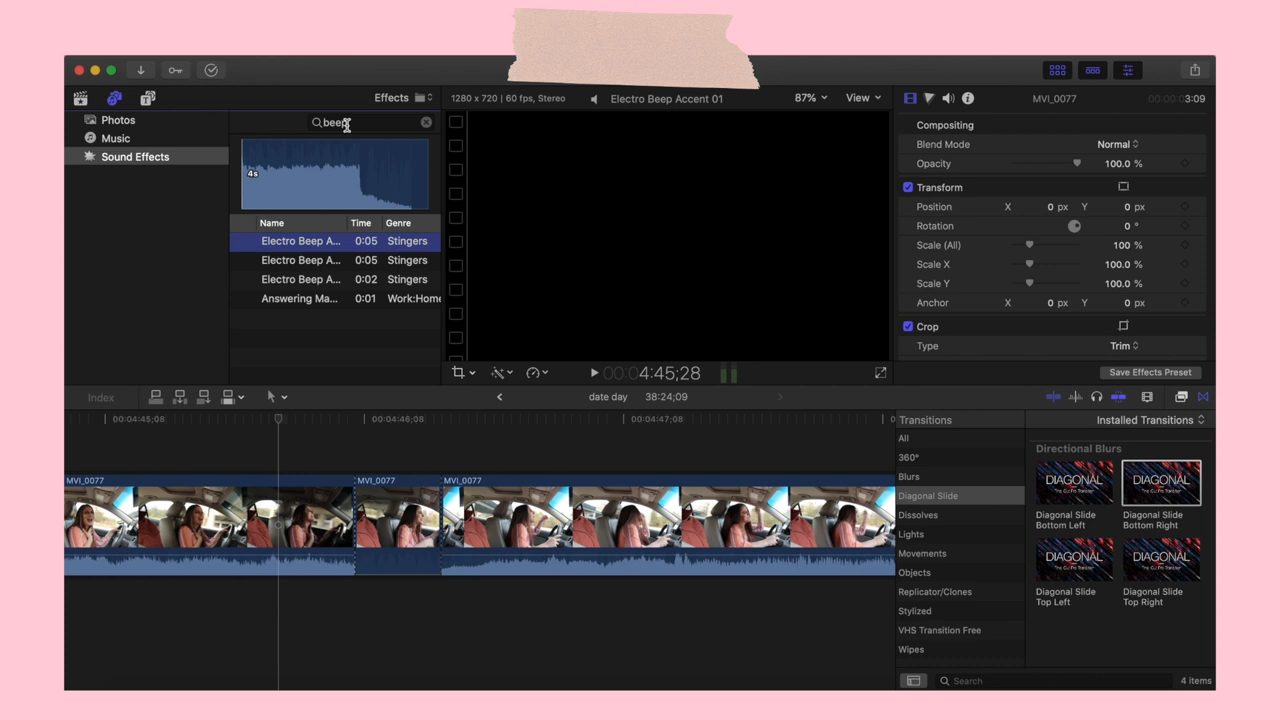 Effects
1280 x 720 | 60 fps, Stereo
Electro Beep Accent 01
87%
View
MVI_0077
00:00:03:09
Photos
Music
Sound Effects
beep
4s
Name Time Genre
Electro Beep A... 0:05 Stingers
Electro Beep A... 0:05 Stingers
Electro Beep A... 0:02 Stingers
Answering Ma... 0:01 Work:Home
Compositing
Blend Mode Normal
Opacity 100.0 %
Transform
Position X 0 px Y 0 px
Rotation 0 °
Scale (All) 100 %
Scale X 100.0 %
Scale Y 100.0 %
Anchor X 0 px Y 0 px
Crop
Type Trim
Save Effects Preset
00:04:45;28
Index
date day 38:24;09
00:04:45;08
00:04:46;08
00:04:47;08
0
MVI_0077
MVI_0077
MVI_0077
Transitions
Installed Transitions
All
360°
Blurs
Diagonal Slide
Dissolves
Lights
Movements
Objects
Replicator/Clones
Stylized
VHS Transition Free
Wipes
Directional Blurs
DIAGONAL
DIAGONAL
Diagonal Slide
Bottom Left
Diagonal Slide
Bottom Right
DIAGONAL
DIAGONAL
Diagonal Slide
Top Left
Diagonal Slide
Top Right
Search
4 items